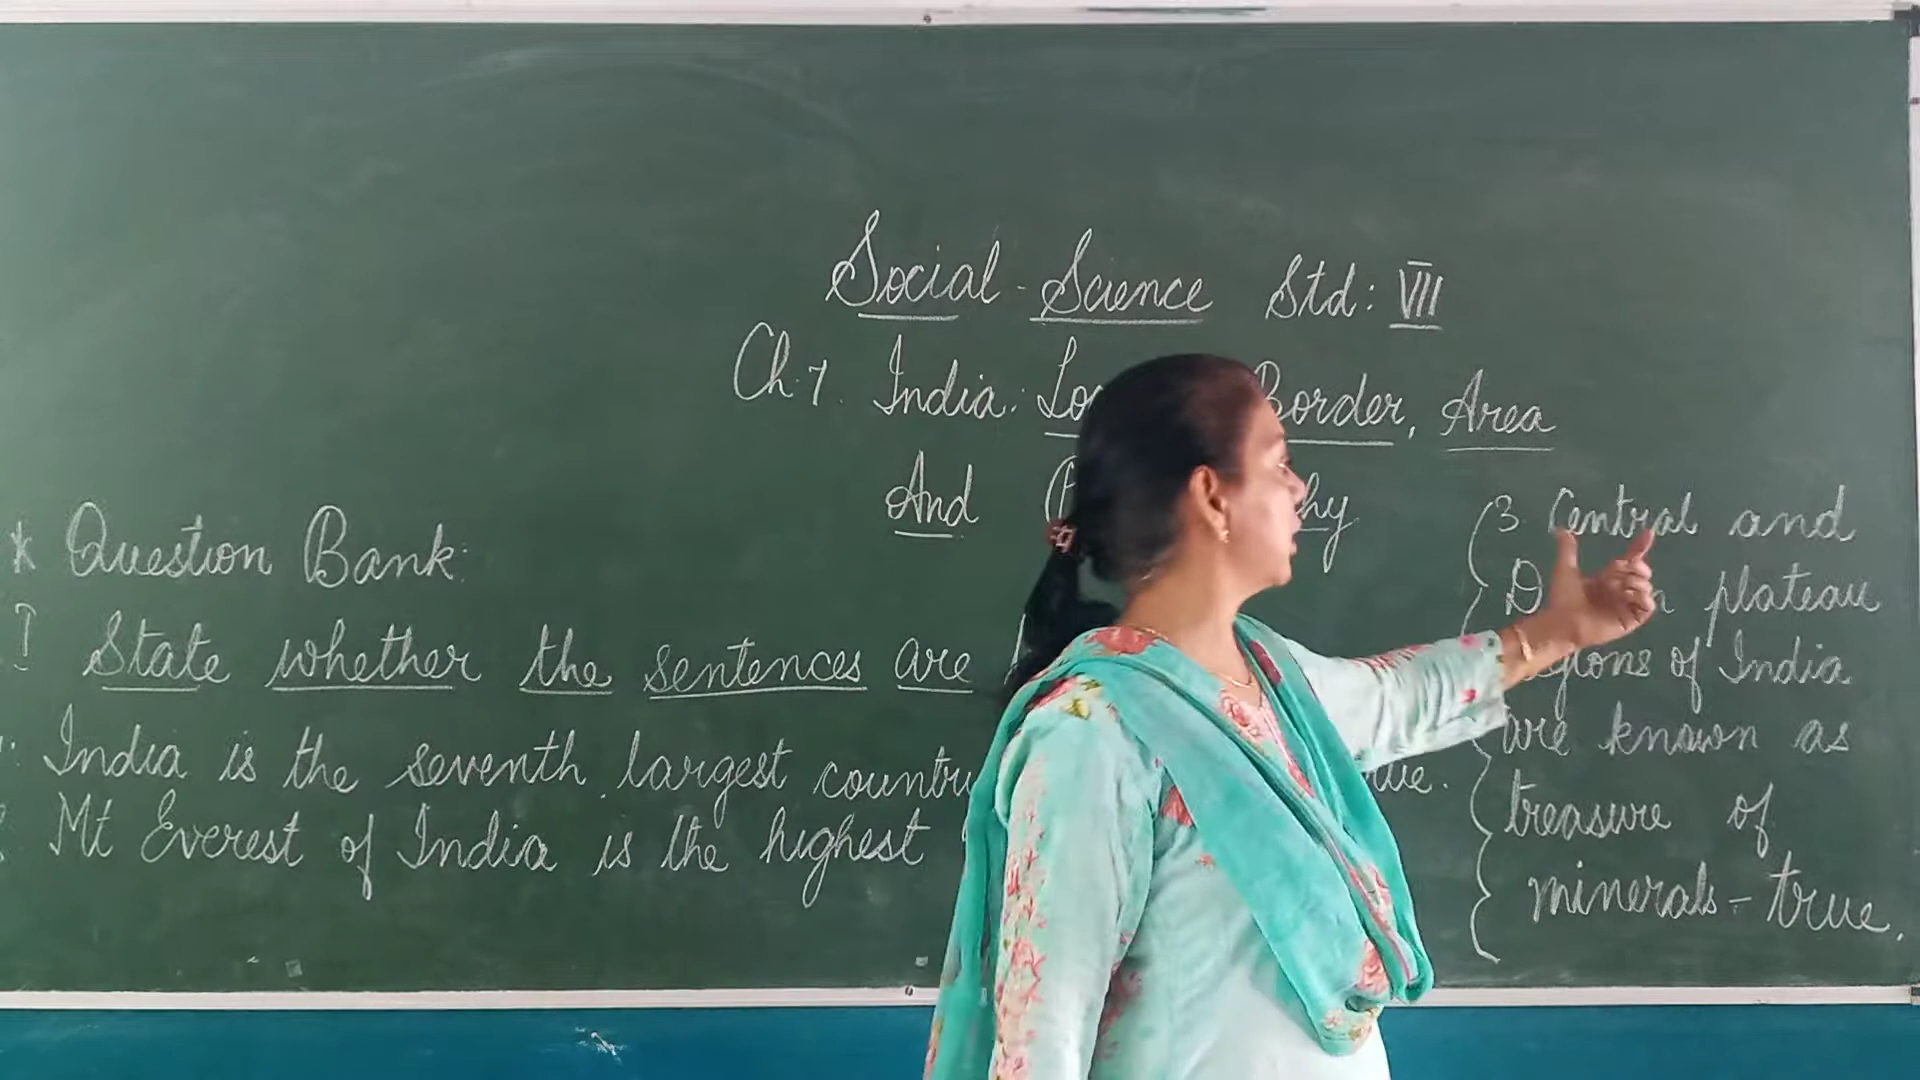 Social-Science Std: VII
Ch:7. India: Border, Area
And
* Question Bank:
I State whether the sentences are
India is the seventh largest country
Mt Everest of India is the highest
3 Central and
plateau
of India
are known as
treasure of
minerals - true.